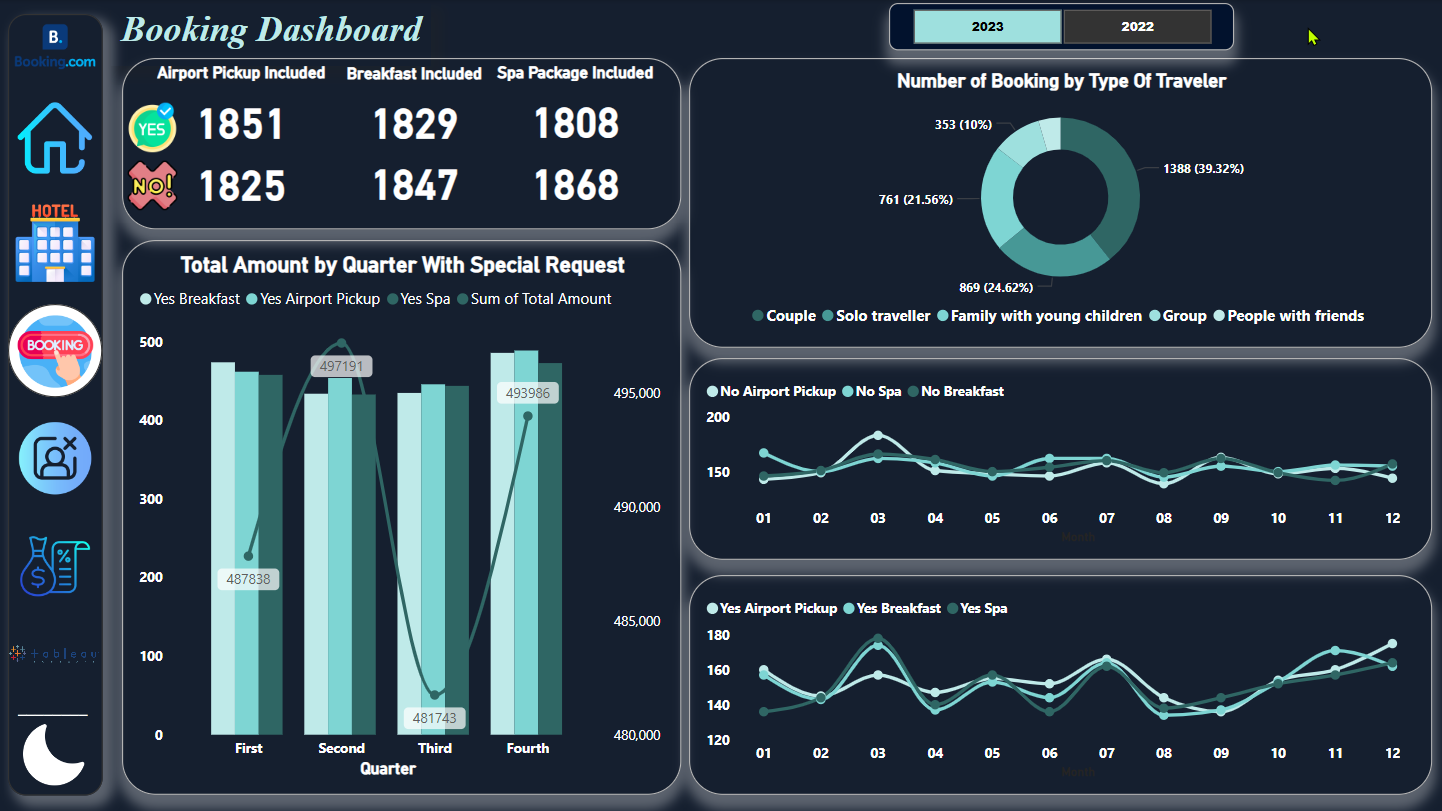 B.
Booking.com
HOTEL
BOOKING
tableau
Booking Dashboard
2023
2022
Airport Pickup Included
Breakfast Included
Spa Package Included
YES
1851
1829
1808
NO!
1825
1847
1868
Total Amount by Quarter With Special Request
Yes Breakfast
Yes Airport Pickup
Yes Spa
Sum of Total Amount
500
400
300
200
100
0
495,000
490,000
485,000
480,000
487838
497191
481743
493986
First
Second
Third
Fourth
Quarter
Number of Booking by Type Of Traveler
353 (10%)
1388 (39.32%)
761 (21.56%)
869 (24.62%)
Couple
Solo traveller
Family with young children
Group
People with friends
No Airport Pickup
No Spa
No Breakfast
200
150
01 02 03 04 05 06 07 08 09 10 11 12
Month
Yes Airport Pickup
Yes Breakfast
Yes Spa
180
160
140
120
01 02 03 04 05 06 07 08 09 10 11 12
Month